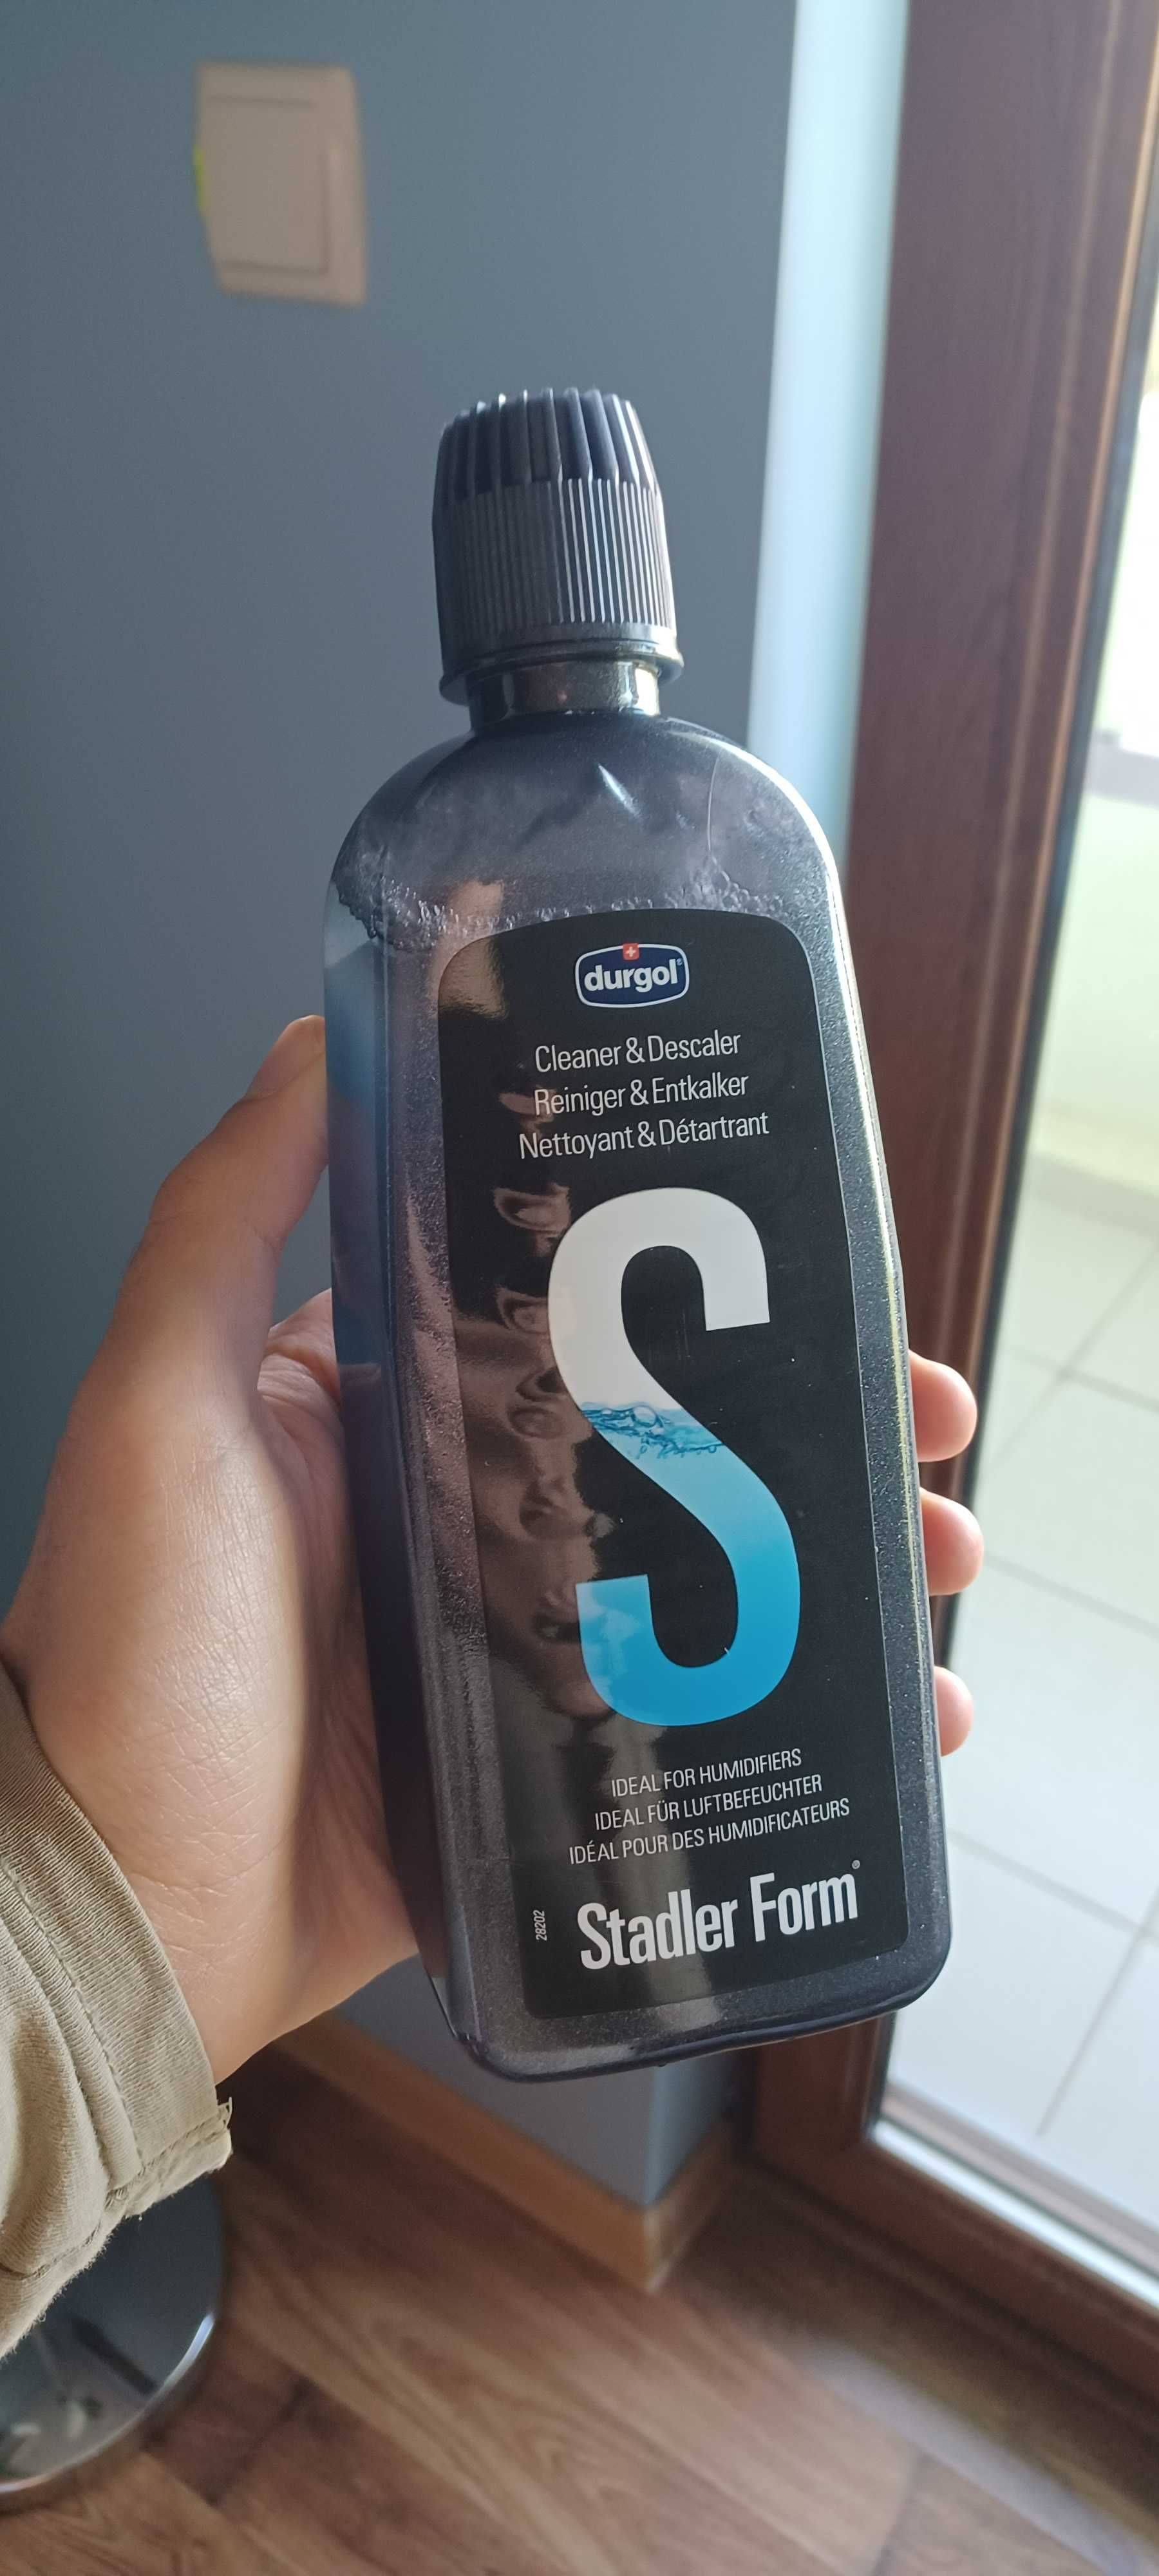 durgol®
Cleaner & Descaler
Reiniger & Entkalker
Nettoyant & Détartrant
S
IDEAL FOR HUMIDIFIERS
IDEAL FÜR LUFTBEFEUCHTER
IDÉAL POUR DES HUMIDIFICATEURS
28202
Stadler Form®